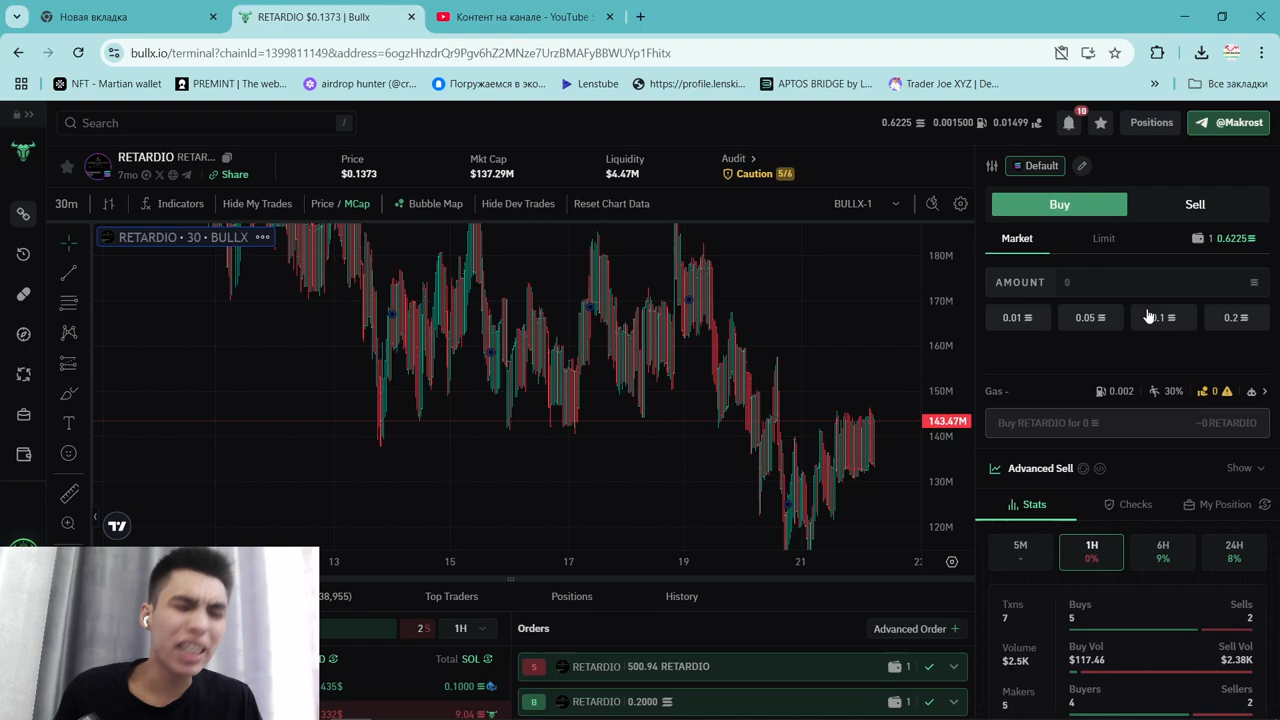 Новая вкладка
RETARDIO $0.1373 | Bullx
Контент на канале - YouTube
bullx.io/terminal?chainId=1399811149&address=6ogzHhzdrQr9Pgv6hZ2MNze7UrzBMAFyBBWUYp1Fhitx
NFT - Martian wallet
PREMINT | The web...
airdrop hunter (@cr...
Погружаемся в эко...
Lenstube
https://profile.lenski...
APTOS BRIDGE by L...
Trader Joe XYZ | De...
Все закладки
Search /
0.6225 0.001500 0.01499
10
Positions
@Makrost
RETARDIO RETAR...
7mo
Share
Price
$0.1373
Mkt Cap
$137.29M
Liquidity
$4.47M
Audit
Caution 5/6
Default
30m
Indicators
Hide My Trades
Price / MCap
Bubble Map
Hide Dev Trades
Reset Chart Data
BULLX-1
Buy
Sell
RETARDIO • 30 • BULLX
Market
Limit
1 0.6225
180M
170M
160M
150M
143.47M
140M
130M
120M
AMOUNT 0
0.01
0.05
0.2
Gas -
0.002
30%
0
Buy RETARDIO for 0
~0 RETARDIO
Advanced Sell
Show
Stats
Checks
My Position
13
15
17
19
21
5M
-
1H
0%
6H
9%
24H
8%
38,955)
Top Traders
Positions
History
Txns
7
Buys
5
Sells
2
2 S
1H
Orders
Advanced Order +
Volume
$2.5K
Buy Vol
$117.46
Sell Vol
$2.38K
Total SOL
S
RETARDIO
500.94 RETARDIO
1
435$
0.1000
Makers
5
Buyers
4
Sellers
2
B
RETARDIO
0.2000
1
332$
9.04